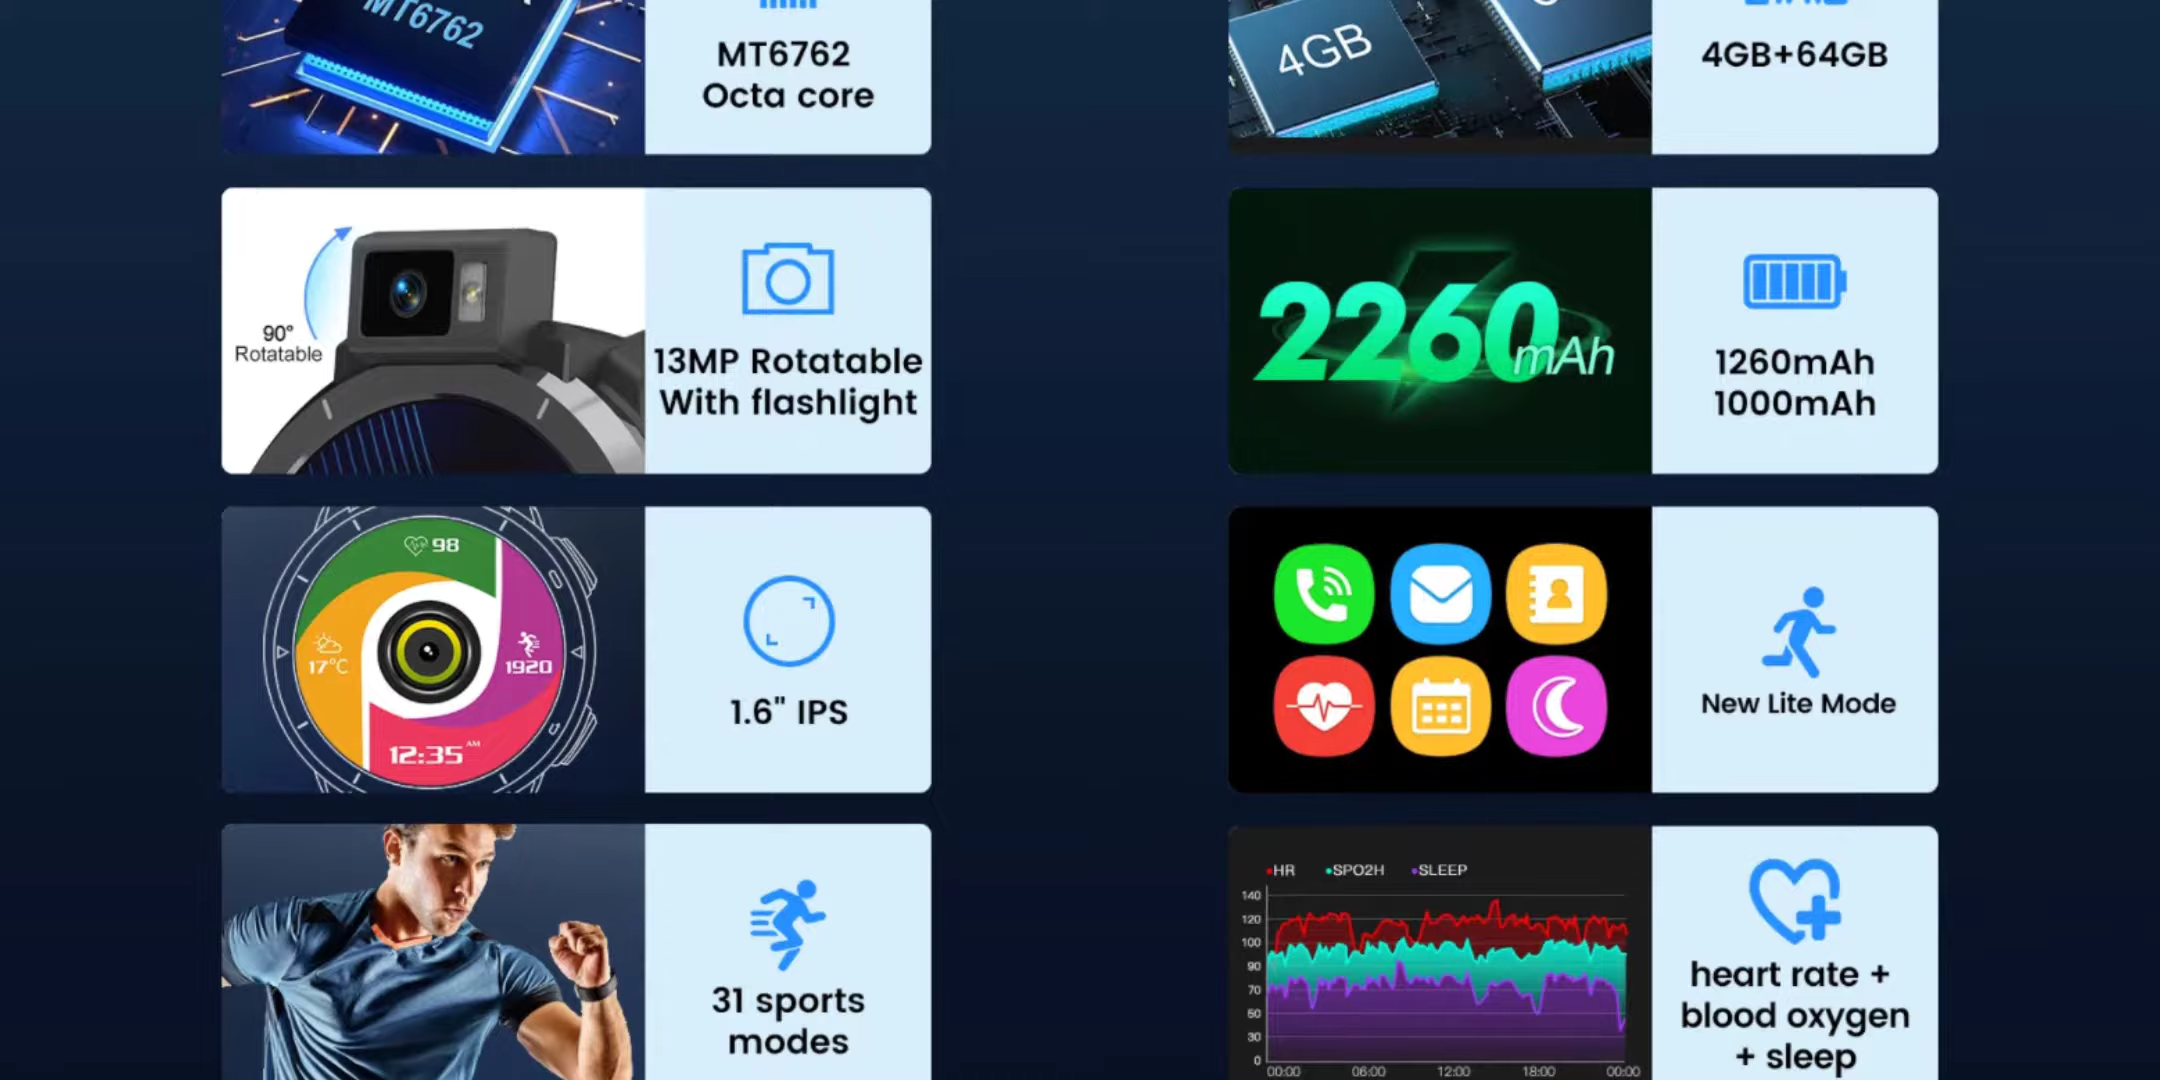 MT6762
MT6762
Octa core
4GB
4GB+64GB
90°
Rotatable
13MP Rotatable
With flashlight
2260mAh
1260mAh
1000mAh
98
17°C
1920
12:35 AM
1.6" IPS
New Lite Mode
31 sports
modes
HR SPO2H SLEEP
140
120
100
90
70
50
30
0
00:00 06:00 12:00 18:00 00:00
heart rate +
blood oxygen
+ sleep